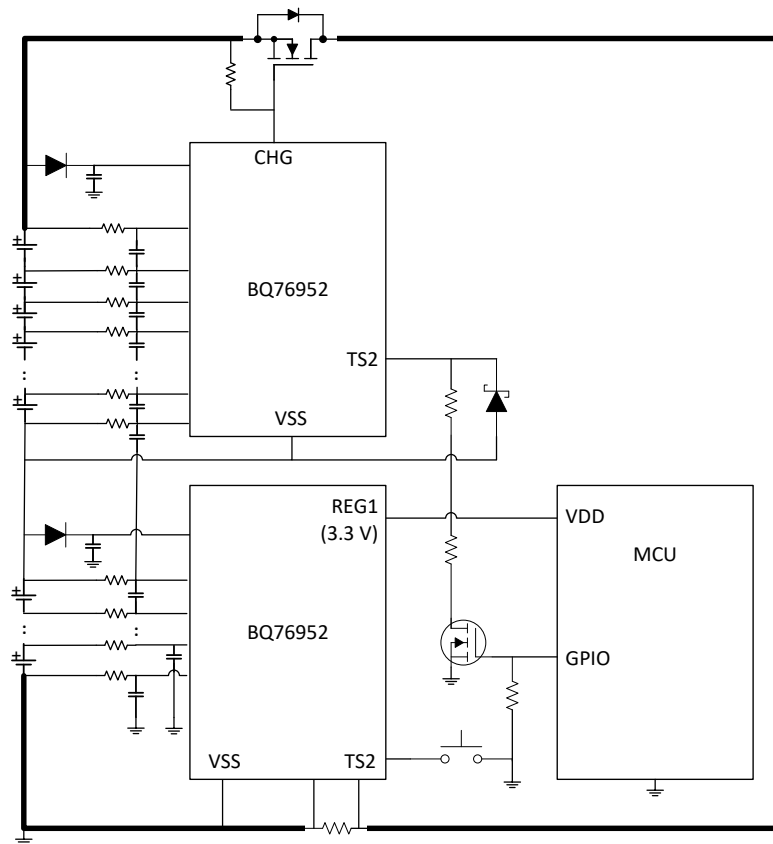 CHG
BQ76952
TS2
VSS
REG1
(3.3 V)
VDD
MCU
BQ76952
GPIO
VSS
TS2